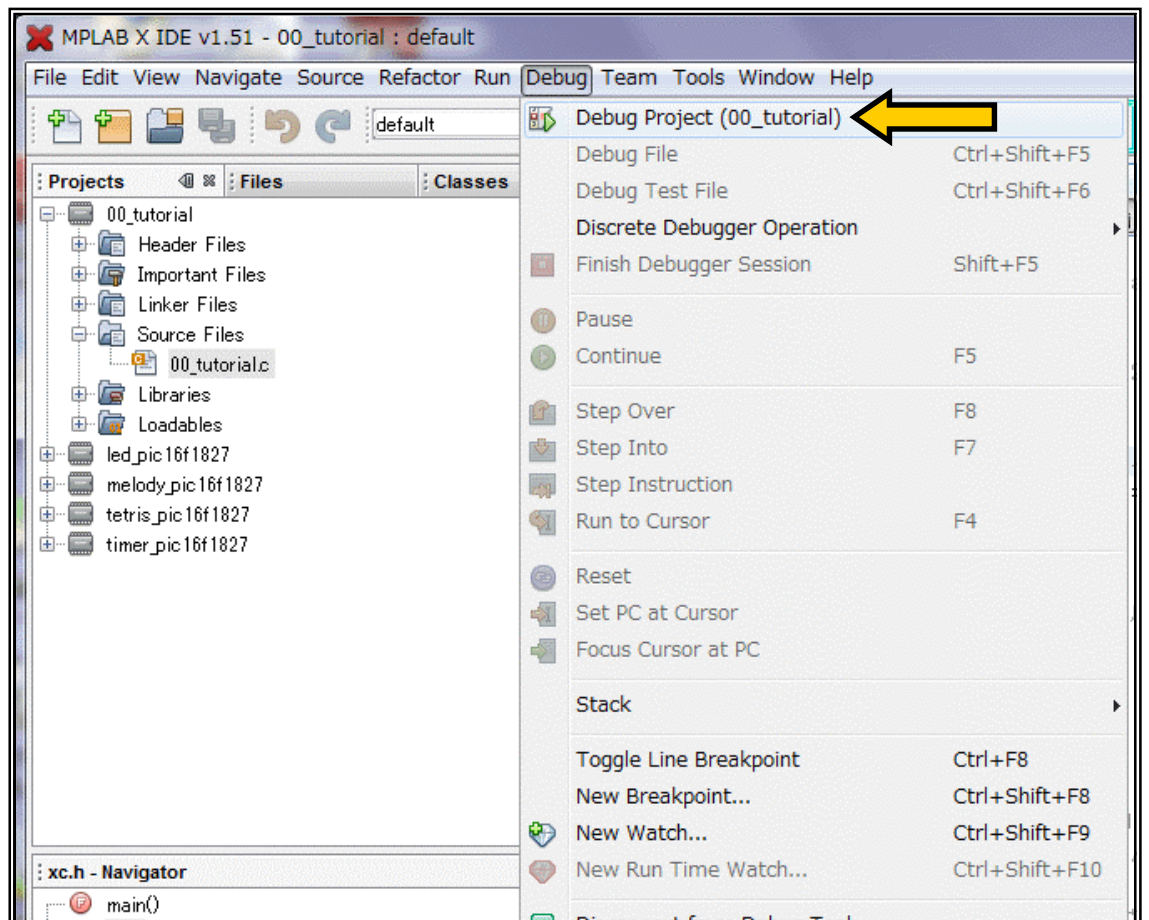 MPLAB X IDE v1.51 - 00_tutorial : default
File Edit View Navigate Source Refactor Run Debug Team Tools Window Help
default
Projects Files Classes
00_tutorial
Header Files
Important Files
Linker Files
Source Files
00_tutorial.c
Libraries
Loadables
led_pic16f1827
melody_pic16f1827
tetris_pic16f1827
timer_pic16f1827
xc.h - Navigator
main()
Debug Project (00_tutorial)
Debug File Ctrl+Shift+F5
Debug Test File Ctrl+Shift+F6
Discrete Debugger Operation
Finish Debugger Session Shift+F5
Pause
Continue F5
Step Over F8
Step Into F7
Step Instruction
Run to Cursor F4
Reset
Set PC at Cursor
Focus Cursor at PC
Stack
Toggle Line Breakpoint Ctrl+F8
New Breakpoint... Ctrl+Shift+F8
New Watch... Ctrl+Shift+F9
New Run Time Watch... Ctrl+Shift+F10